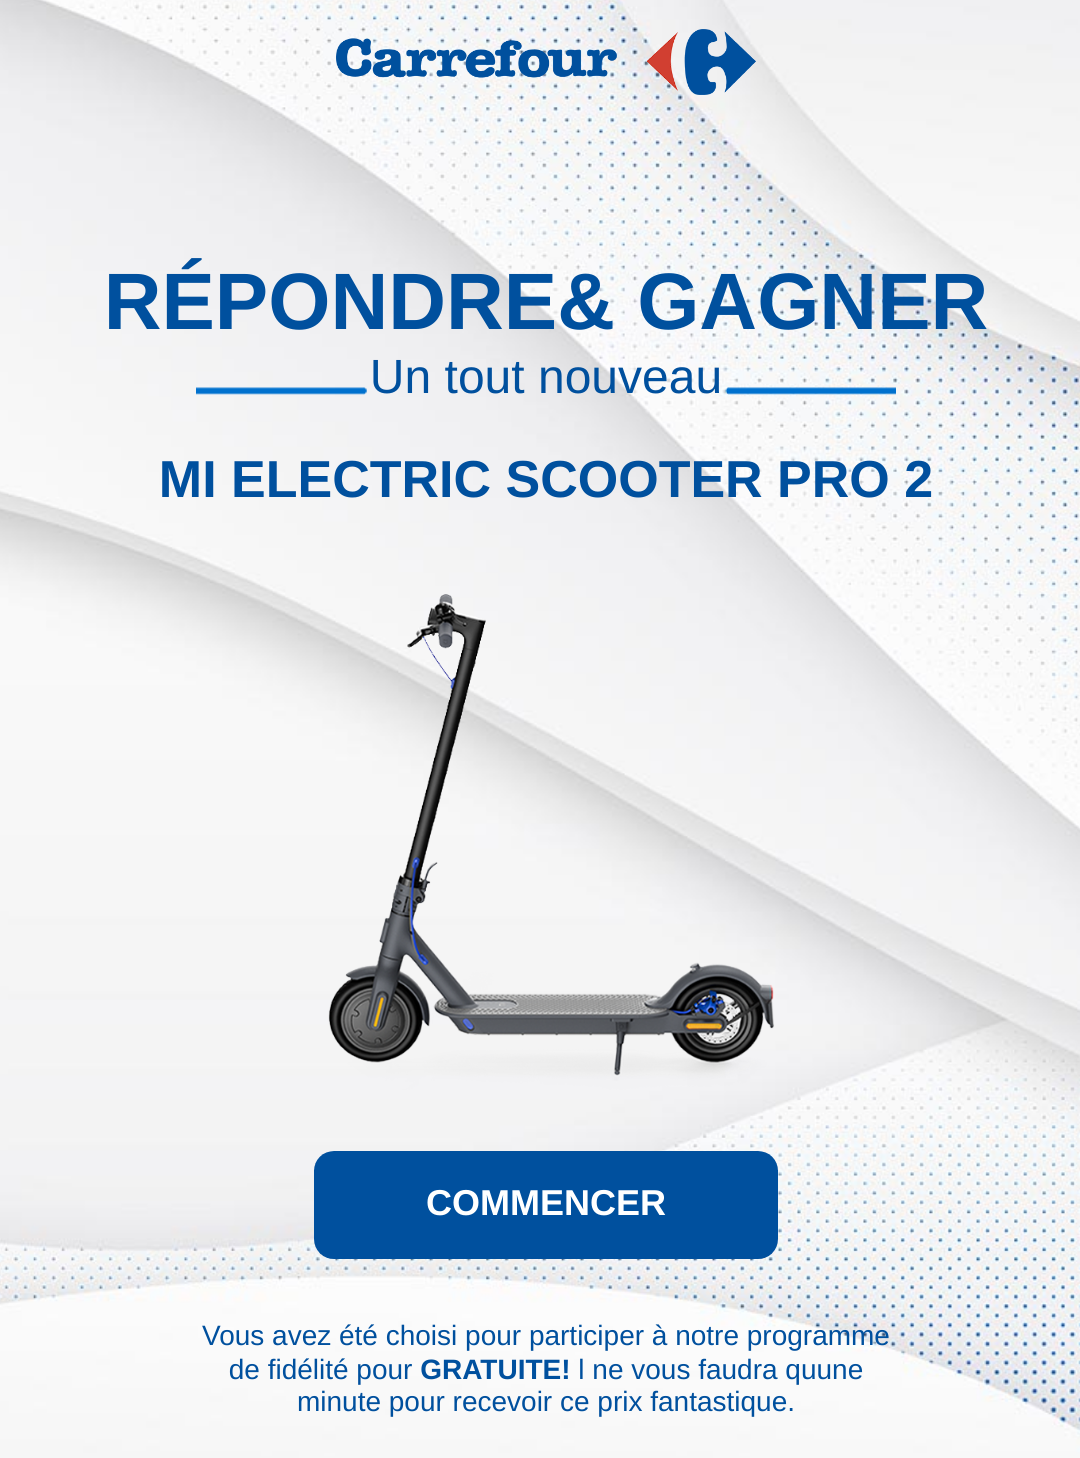 Carrefour
RÉPONDRE& GAGNER
Un tout nouveau
MI ELECTRIC SCOOTER PRO 2
COMMENCER
Vous avez été choisi pour participer à notre programme
de fidélité pour GRATUITE! l ne vous faudra quune
minute pour recevoir ce prix fantastique.